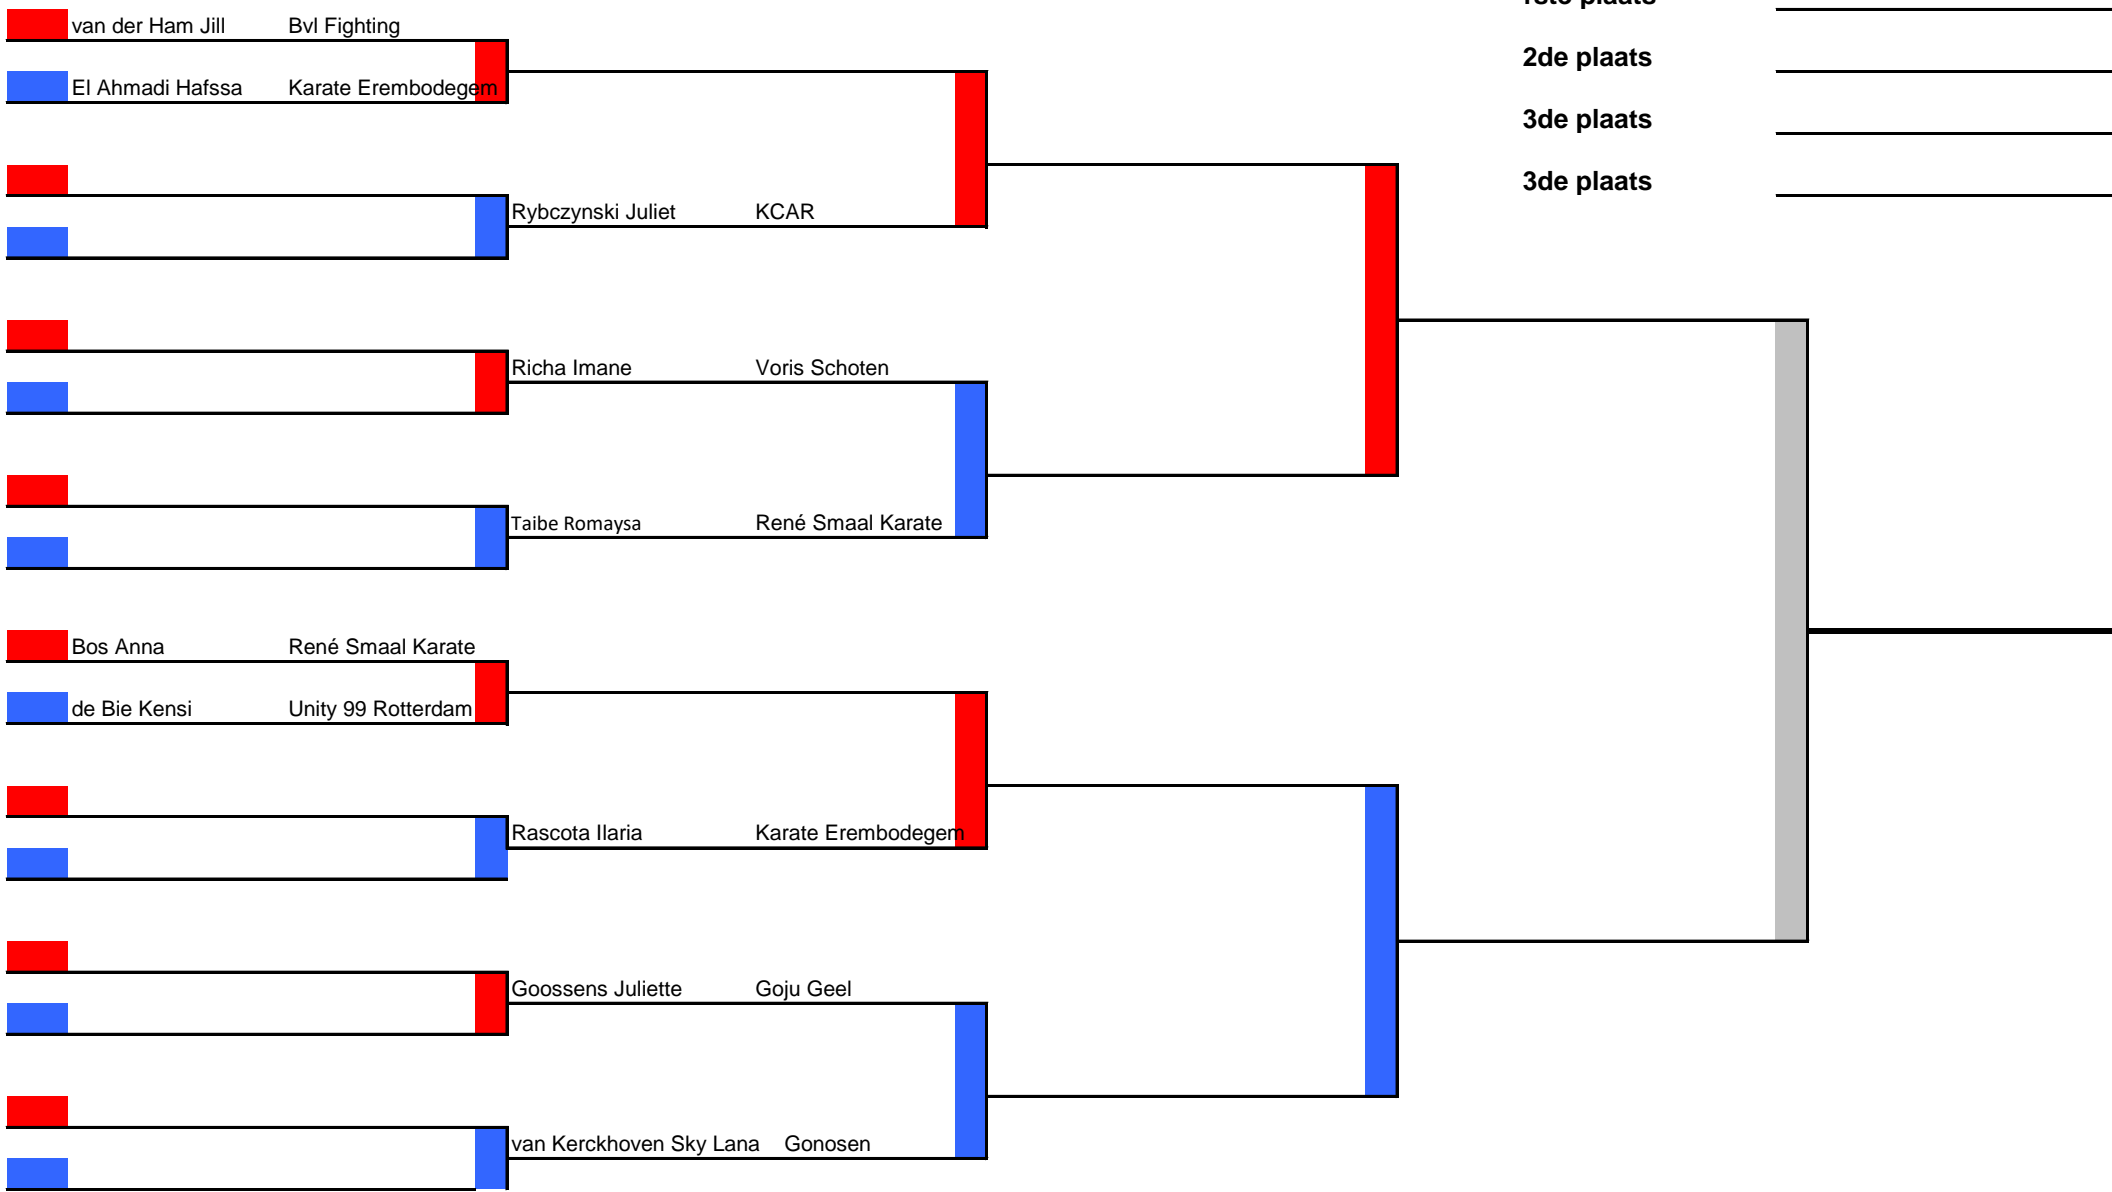 1ste plaats
van der Ham Jill Bvl Fighting
2de plaats
El Ahmadi Hafssa Karate Erembodegem
3de plaats
3de plaats
Rybczynski Juliet KCAR
Richa Imane Voris Schoten
Taibe Romaysa René Smaal Karate
Bos Anna René Smaal Karate
de Bie Kensi Unity 99 Rotterdam
Rascota Ilaria Karate Erembodegem
Goossens Juliette Goju Geel
van Kerckhoven Sky Lana Gonosen